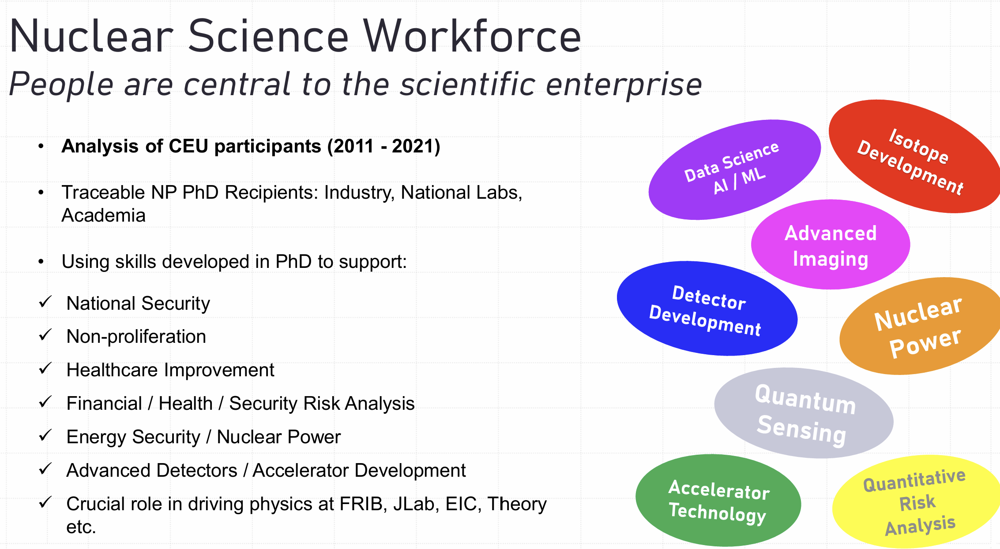 Nuclear Science Workforce
People are central to the scientific enterprise
• Analysis of CEU participants (2011 - 2021)
• Traceable NP PhD Recipients: Industry, National Labs,
Academia
• Using skills developed in PhD to support:
✓ National Security
✓ Non-proliferation
✓ Healthcare Improvement
✓ Financial / Health / Security Risk Analysis
✓ Energy Security / Nuclear Power
✓ Advanced Detectors / Accelerator Development
✓ Crucial role in driving physics at FRIB, JLab, EIC, Theory
etc.
Data Science
AI / ML
Isotope
Development
Advanced
Imaging
Detector
Development
Nuclear
Power
Quantum
Sensing
Accelerator
Technology
Quantitative
Risk
Analysis